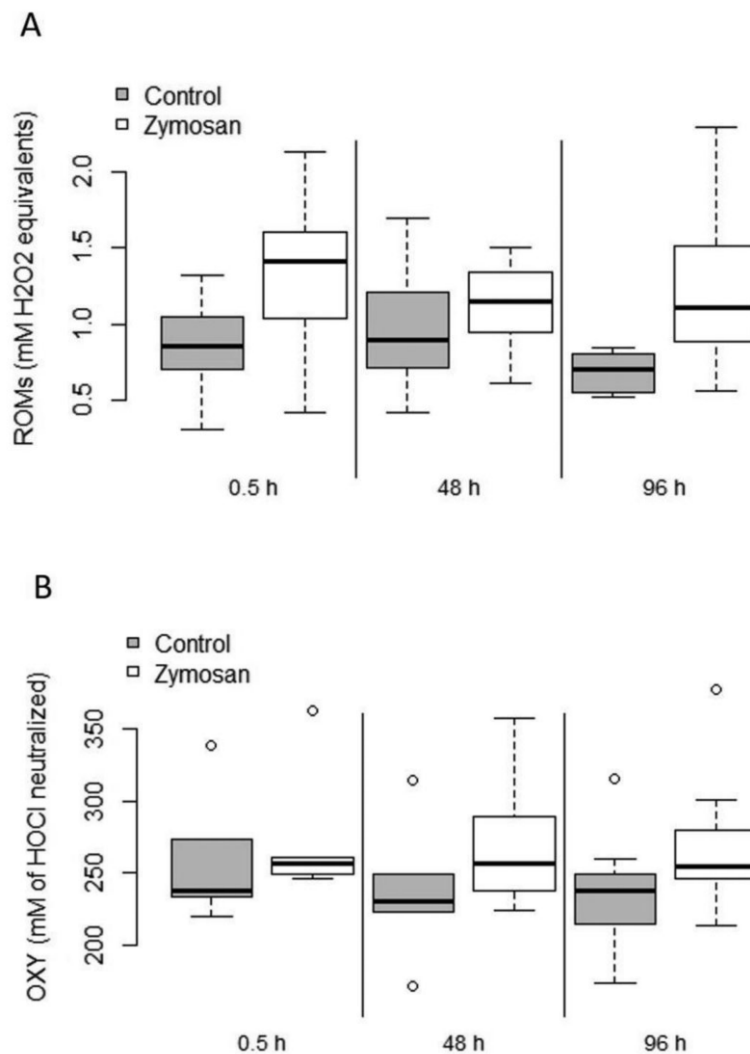 A
Control
Zymosan
ROMs (mM H2O2 equivalents)
2.0
1.5
1.0
0.5
0.5 h
48 h
96 h
B
Control
Zymosan
OXY (mM of HOCl neutralized)
350
300
250
200
0.5 h
48 h
96 h